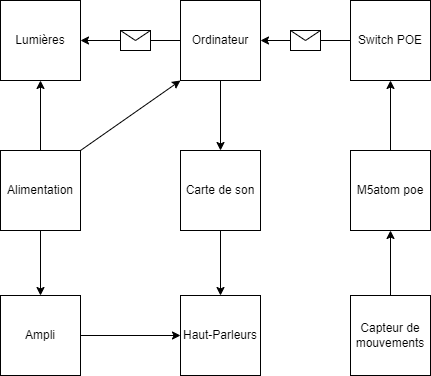 Lumières
Ordinateur
Switch POE
Alimentation
Carte de son
M5atom poe
Ampli
Haut-Parleurs
Capteur de
mouvements